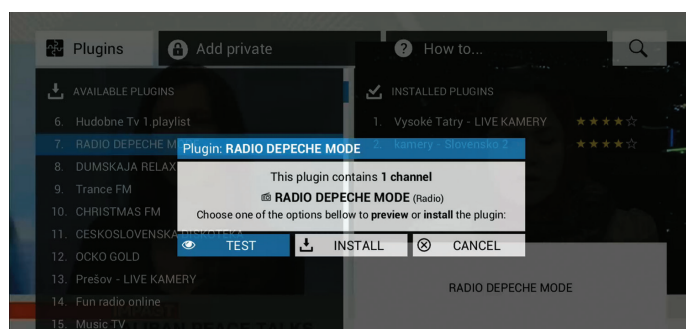 Plugins
Add private
? How to...
AVAILABLE PLUGINS
INSTALLED PLUGINS
6. Hudobne Tv 1.playlist
7. RADIO DEPECHE M
8. DUMSKAJA RELAX
9. Trance FM
10. CHRISTMAS FM
11. CESKOSLOVENSKA DISKOTEKA
12. OCKO GOLD
13. Prešov - LIVE KAMERY
14. Fun radio online
15. Music TV
1. Vysoké Tatry - LIVE KAMERY ★★★★☆
2. kamery - Slovensko 2 ★★★★☆
Plugin: RADIO DEPECHE MODE
This plugin contains 1 channel
RADIO DEPECHE MODE (Radio)
Choose one of the options bellow to preview or install the plugin:
TEST
INSTALL
CANCEL
RADIO DEPECHE MODE
PEACE TALKS